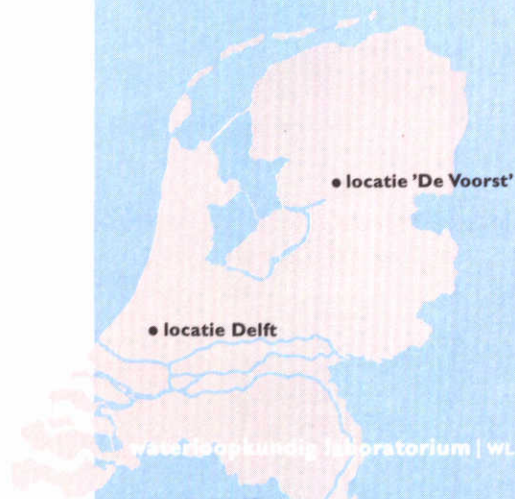 • locatie 'De Voorst'
• locatie Delft
waterloopkundig laboratorium | WL